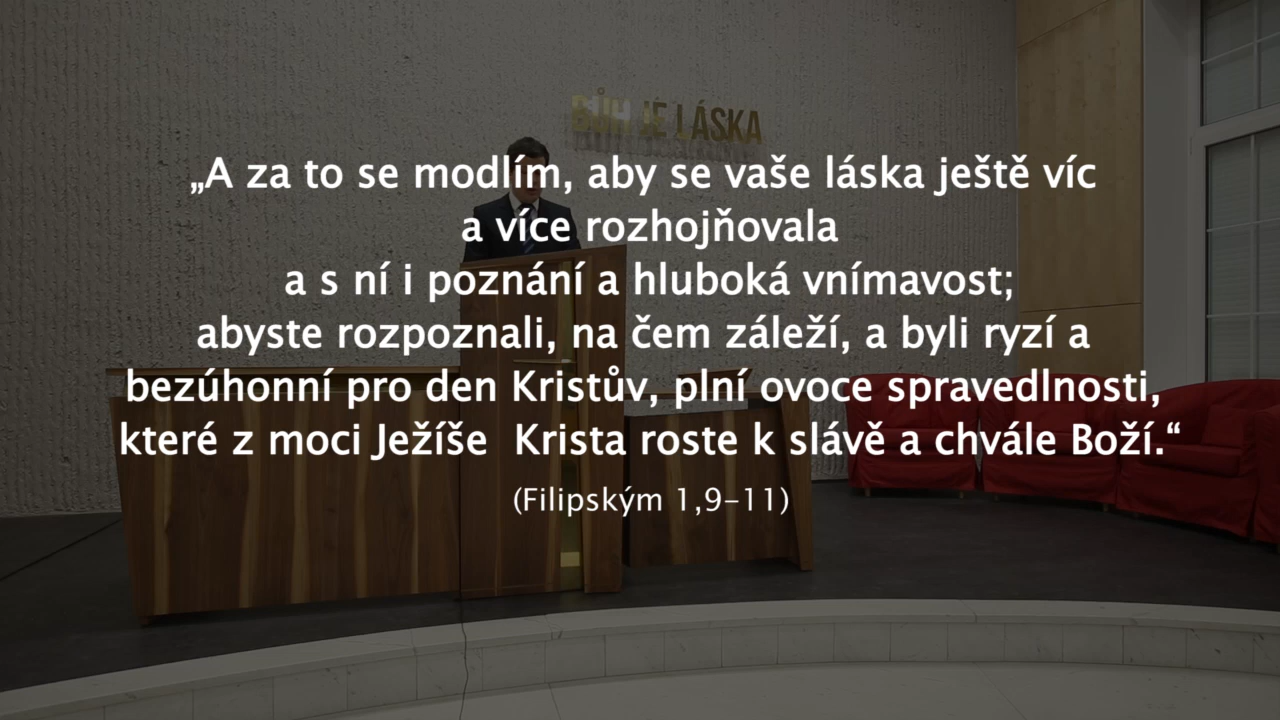 BŮH JE LÁSKA
„A za to se modlím, aby se vaše láska ještě víc
a více rozhojňovala
a s ní i poznání a hluboká vnímavost;
abyste rozpoznali, na čem záleží, a byli ryzí a
bezúhonní pro den Kristův, plní ovoce spravedlnosti,
které z moci Ježíše  Krista roste k slávě a chvále Boží.“
(Filipským 1,9–11)